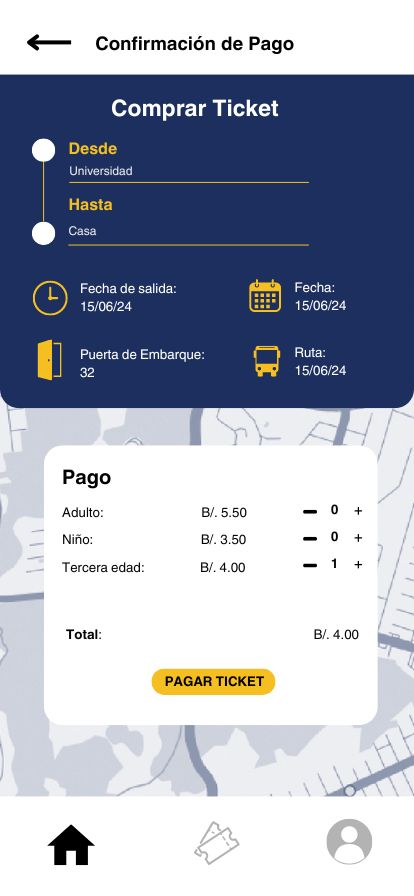 Confirmación de Pago
Comprar Ticket
Desde
Universidad
Hasta
Casa
Fecha de salida:
15/06/24
Fecha:
15/06/24
Puerta de Embarque:
32
Ruta:
15/06/24
Pago
Adulto: B/. 5.50 0 +
Niño: B/. 3.50 0 +
Tercera edad: B/. 4.00 1 +
Total: B/. 4.00
PAGAR TICKET